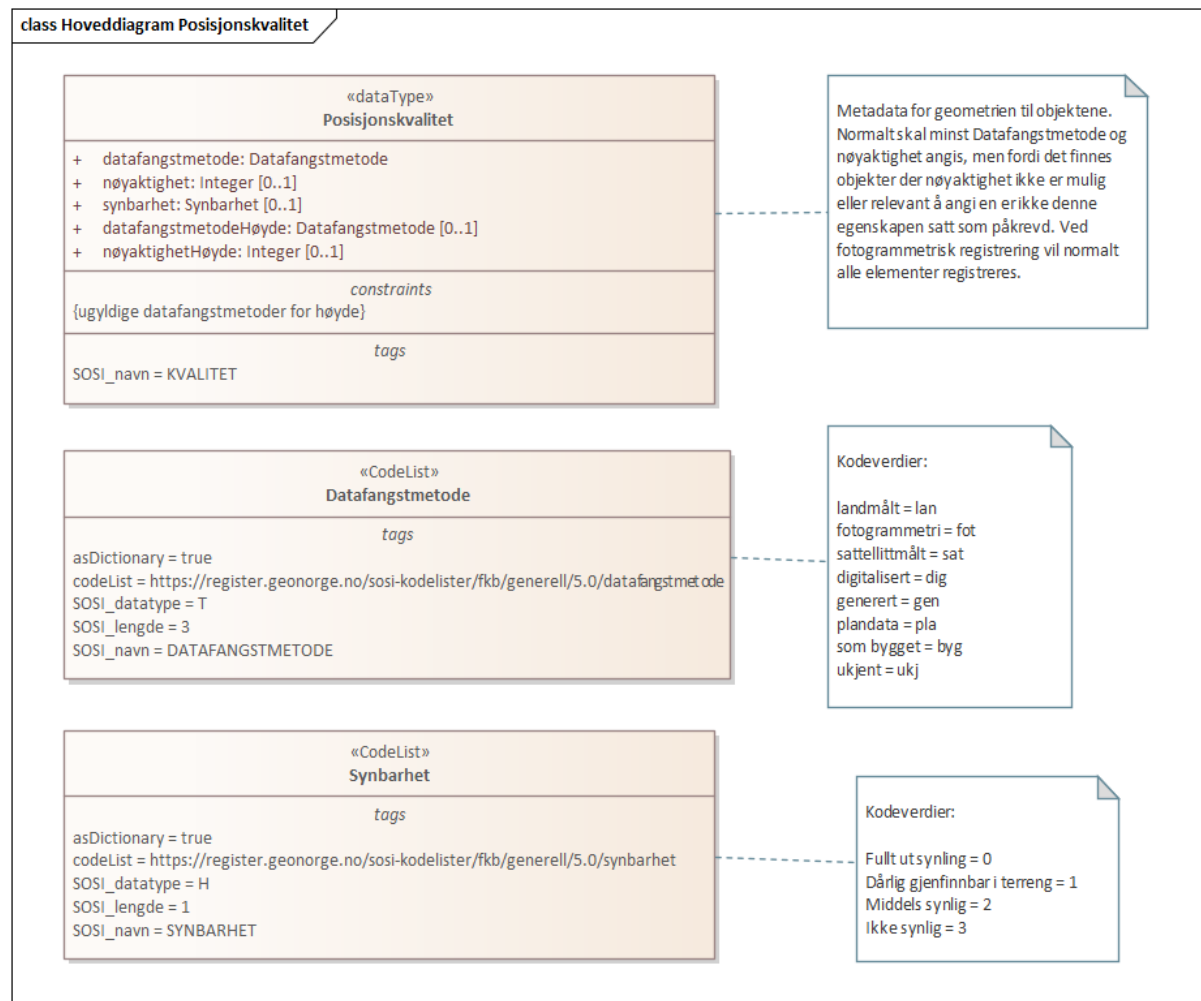 class Hoveddiagram Posisjonskvalitet
«dataType»
Posisjonskvalitet
+ datafangstmetode: Datafangstmetode
+ nøyaktighet: Integer [0..1]
+ synbarhet: Synbarhet [0..1]
+ datafangstmetodeHøyde: Datafangstmetode [0..1]
+ nøyaktighetHøyde: Integer [0..1]
constraints
{ugyldige datafangstmetoder for høyde}
tags
SOSI_navn = KVALITET
Metadata for geometrien til objektene.
Normalt skal minst Datafangstmetode og
nøyaktighet angis, men fordi det finnes
objekter der nøyaktighet ikke er mulig
eller relevant å angi en er ikke denne
egenskapen satt som påkrevd. Ved
fotogrammetrisk registrering vil normalt
alle elementer registreres.
«CodeList»
Datafangstmetode
tags
asDictionary = true
codeList = https://register.geonorge.no/sosi-kodelister/fkb/generell/5.0/datafangstmetode
SOSI_datatype = T
SOSI_lengde = 3
SOSI_navn = DATAFANGSTMETODE
Kodeverdier:
landmålt = lan
fotogrammetri = fot
sattellittmålt = sat
digitalisert = dig
generert = gen
plandata = pla
som bygget = byg
ukjent = ukj
«CodeList»
Synbarhet
tags
asDictionary = true
codeList = https://register.geonorge.no/sosi-kodelister/fkb/generell/5.0/synbarhet
SOSI_datatype = H
SOSI_lengde = 1
SOSI_navn = SYNBARHET
Kodeverdier:
Fullt ut synling = 0
Dårlig gjenfinnbar i terreng = 1
Middels synlig = 2
Ikke synlig = 3